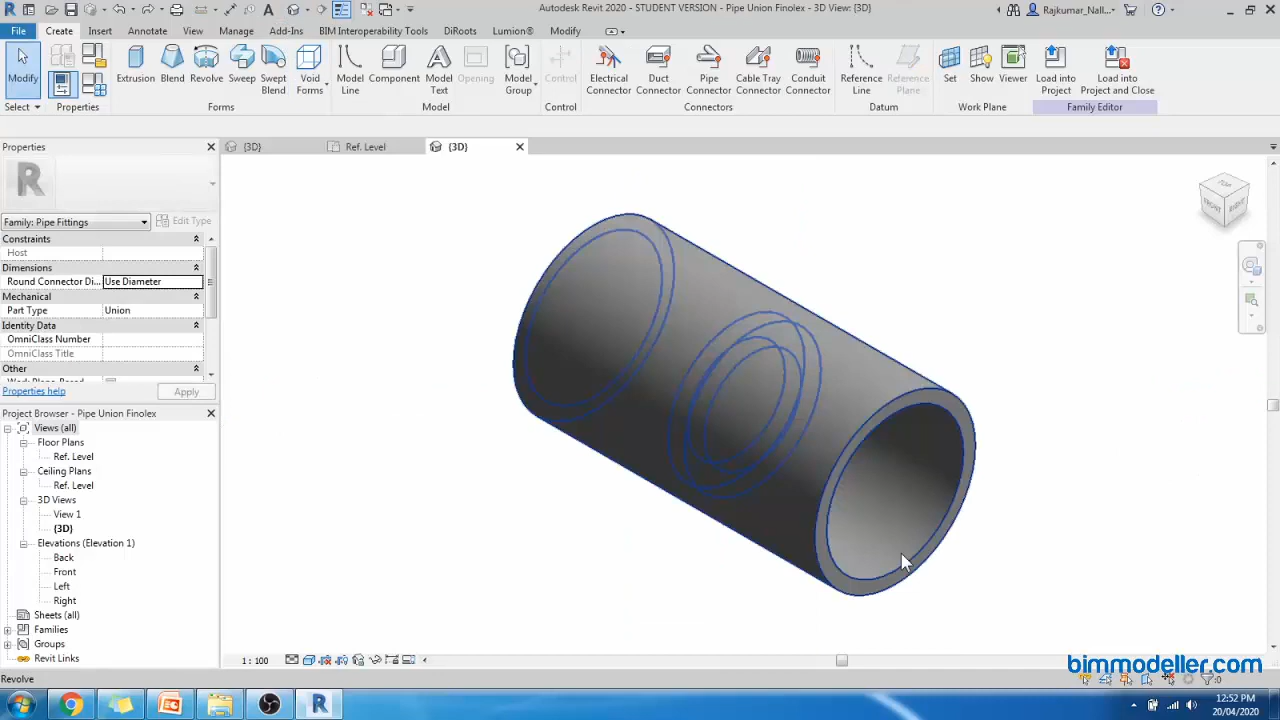 Autodesk Revit 2020 - STUDENT VERSION - Pipe Union Finolex - 3D View: {3D}
Rajkumar_Nall...
File Create Insert Annotate View Manage Add-Ins BIM Interoperability Tools DiRoots Lumion® Modify
Modify Extrusion Blend Revolve Sweep Swept Blend Void Forms Model Line Component Model Text Opening Model Group Control Electrical Connector Duct Connector Pipe Connector Cable Tray Connector Conduit Connector Reference Line Reference Plane Set Show Viewer Load into Project Load into Project and Close
Select Properties Forms Model Control Connectors Datum Work Plane Family Editor
Properties
{3D} Ref. Level {3D}
R
Family: Pipe Fittings Edit Type
Constraints
Host
Dimensions
Round Connector Di... Use Diameter
Mechanical
Part Type Union
Identity Data
OmniClass Number
OmniClass Title
Other
Properties help Apply
Project Browser - Pipe Union Finolex
Views (all)
Floor Plans
Ref. Level
Ceiling Plans
Ref. Level
3D Views
View 1
{3D}
Elevations (Elevation 1)
Back
Front
Left
Right
Sheets (all)
Families
Groups
Revit Links
TOP
FRONT RIGHT
1 : 100
bimmodeller.com
Revolve
:0
12:52 PM
20/04/2020